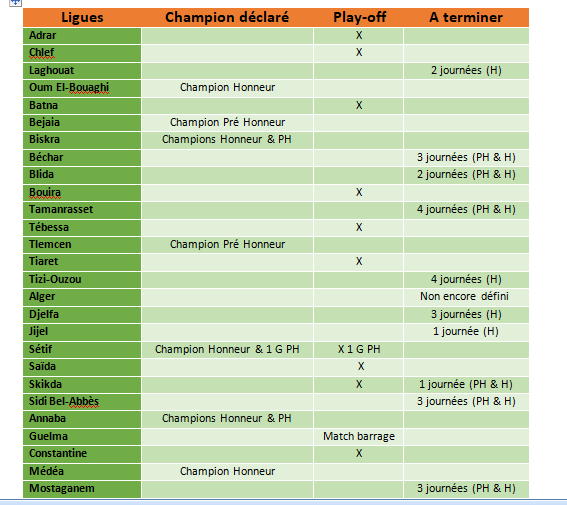 Ligues Champion déclaré Play-off A terminer
Adrar X
Chlef X
Laghouat 2 journées (H)
Oum El-Bouaghi Champion Honneur
Batna X
Bejaia Champion Pré Honneur
Biskra Champions Honneur & PH
Béchar 3 journées (PH & H)
Blida 2 journées (PH & H)
Bouira X
Tamanrasset 4 journées (PH & H)
Tébessa X
Tlemcen Champion Pré Honneur
Tiaret X
Tizi-Ouzou 4 journées (H)
Alger Non encore défini
Djelfa 3 journées (H)
Jijel 1 journée (H)
Sétif Champion Honneur & 1 G PH X 1 G PH
Saïda X
Skikda X 1 journée (PH & H)
Sidi Bel-Abbès 3 journées (PH & H)
Annaba Champions Honneur & PH
Guelma Match barrage
Constantine X
Médéa Champion Honneur
Mostaganem 3 journées (PH & H)